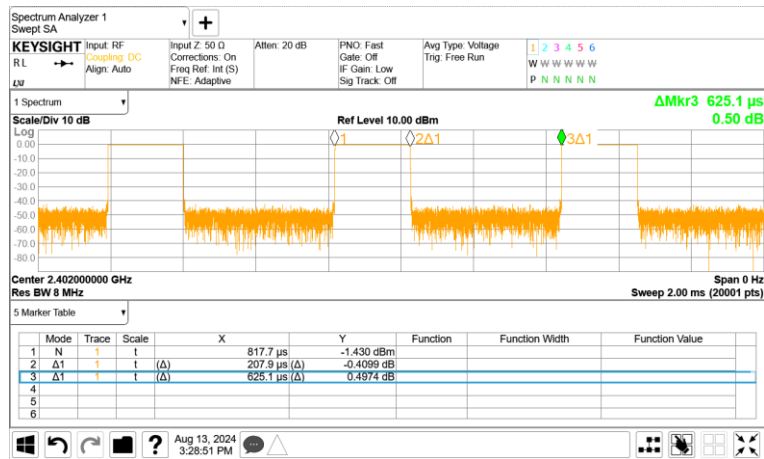 Spectrum Analyzer 1
Swept SA
KEYSIGHT Input: RF Input Z: 50 Ω Atten: 20 dB PNO: Fast Avg Type: Voltage 1 2 3 4 5 6
RL Coupling: DC Corrections: On Gate: Off Trig: Free Run W W W W W W
Align: Auto Freq Ref: Int (S) IF Gain: Low
LXI NFE: Adaptive Sig Track: Off P N N N N N
1 Spectrum
ΔMkr3 625.1 µs
Scale/Div 10 dB Ref Level 10.00 dBm 0.50 dB
Log
1 2Δ1 3Δ1
0.00
-10.0
-20.0
-30.0
-40.0
-50.0
-60.0
-70.0
-80.0
Center 2.402000000 GHz Span 0 Hz
Res BW 8 MHz Sweep 2.00 ms (20001 pts)
5 Marker Table
Mode Trace Scale X Y Function Function Width Function Value
1 N 1 t 817.7 µs -1.430 dBm
2 Δ1 1 t (Δ) 207.9 µs (Δ) -0.4099 dB
3 Δ1 1 t (Δ) 625.1 µs (Δ) 0.4974 dB
4
5
6
? Aug 13, 2024
3:28:51 PM